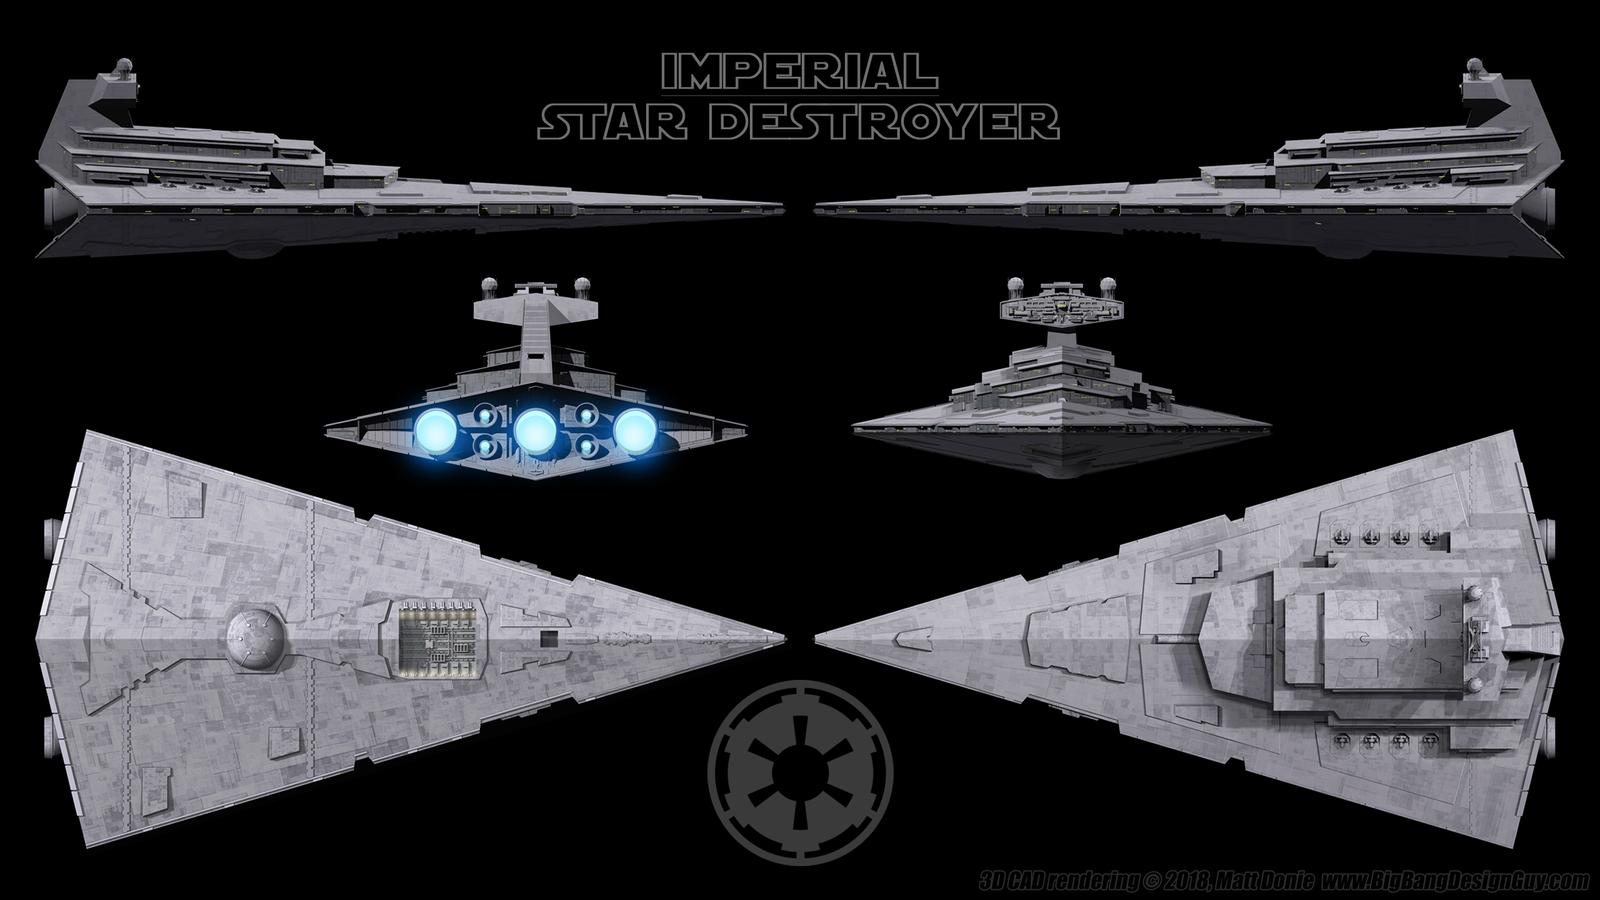 IMPERIAL
STAR DESTROYER
3D CAD rendering © 2018, Matt Donie www.BigBangDesignGuy.com